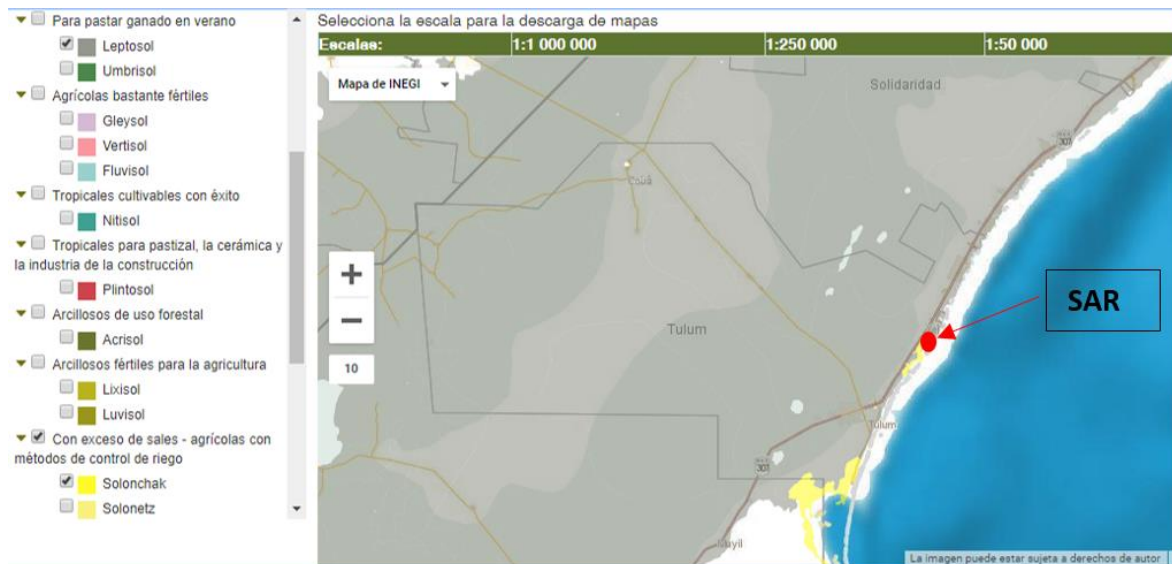 Para pastar ganado en verano
Leptosol
Umbrisol
Agrícolas bastante fértiles
Gleysol
Vertisol
Fluvisol
Tropicales cultivables con éxito
Nitisol
Tropicales para pastizal, la cerámica y
la industria de la construcción
Plintosol
Arcillosos de uso forestal
Acrisol
Arcillosos fértiles para la agricultura
Lixisol
Luvisol
Con exceso de sales - agrícolas con
métodos de control de riego
Solonchak
Solonetz
Selecciona la escala para la descarga de mapas
Escalas: 1:1 000 000 1:250 000 1:50 000
Mapa de INEGI
Solidaridad
307
Cobá
SAR
Tulum
10
Tulum
307
La imagen puede estar sujeta a derechos de autor